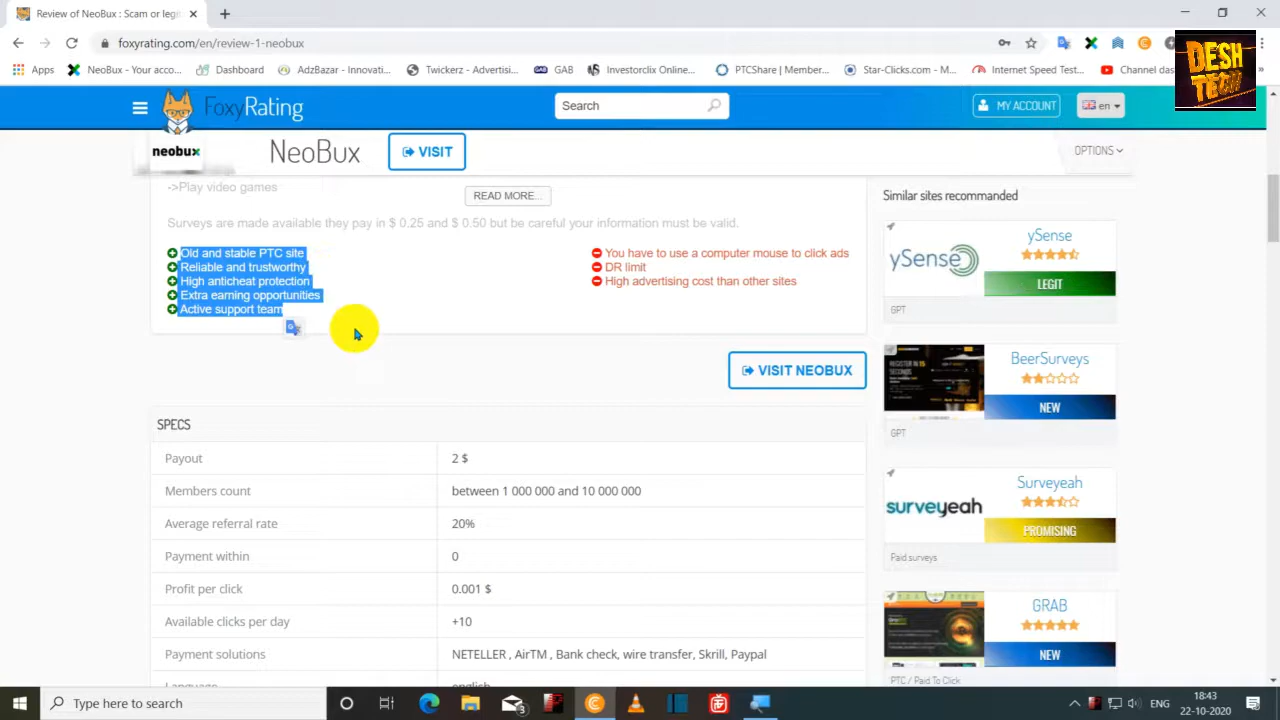 Review of NeoBux : Scam or legi
foxyrating.com/en/review-1-neobux
Apps
NeoBux - Your acco...
Dashboard
AdzBazar - Innovati...
Twickerz - Advertis...
GAB
Investorclix Online...
PTCShare | Member...
Star-Clicks.com - M...
Internet Speed Test...
Channel das
DESH
TECH
FoxyRating
Search
MY ACCOUNT
en
neobux
NeoBux
VISIT
OPTIONS
->Play video games
READ MORE...
Surveys are made available they pay in $ 0,25 and $ 0.50 but be careful your information must be valid.
Old and stable PTC site
Reliable and trustworthy
High anticheat protection
Extra earning opportunities
Active support team
You have to use a computer mouse to click ads
DR limit
High advertising cost than other sites
VISIT NEOBUX
SPECS
Payout 2 $
Members count between 1 000 000 and 10 000 000
Average referral rate 20%
Payment within 0
Profit per click 0.001 $
Available clicks per day 10
NETELLER, AirTM, Bank check, wire transfer, Skrill, Paypal
Language english
Similar sites recommanded
ySense
ySense
LEGIT
GPT
BeerSurveys
NEW
GPT
surveyeah
Surveyeah
PROMISING
Paid surveys
GRAB
NEW
PTC / Paid To Click
Type here to search
3
ENG
18:43
22-10-2020